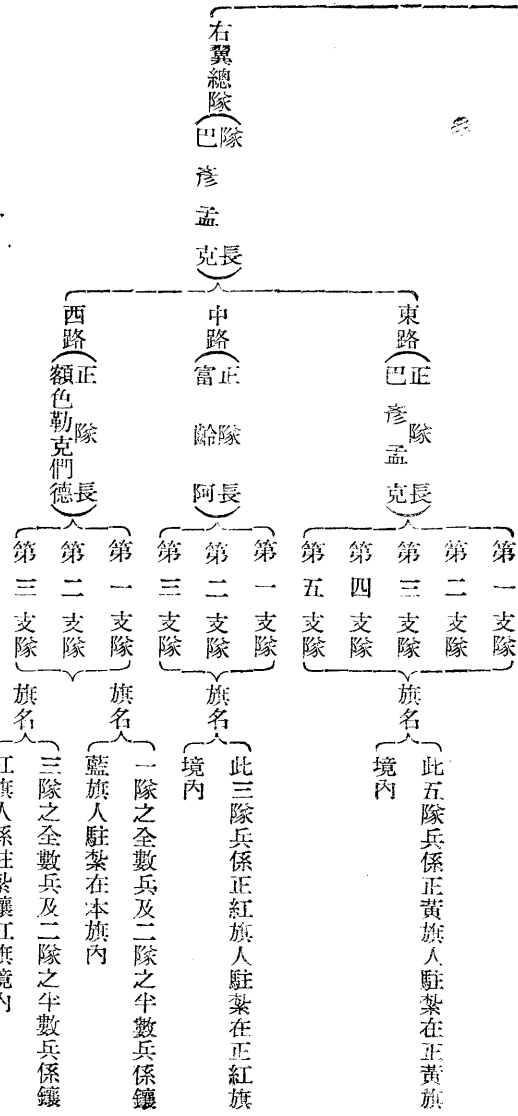 右翼總隊（隊長 巴彥孟克）
東路（正隊長 巴彥孟克）
第一支隊
第二支隊
第三支隊
第四支隊
第五支隊
旗名
此五隊兵係正黃旗人駐紮在正黃旗
境內
中路（正隊長 富齡阿）
第一支隊
第二支隊
第三支隊
旗名
此三隊兵係正紅旗人駐紮在正紅旗
境內
西路（正隊長 額色勒克們德）
第一支隊
第二支隊
第三支隊
旗名
一隊之全數兵及二隊之半數兵係鑲
藍旗人駐紮在本旗內
旗名
三隊之全數兵及二隊之半數兵係鑲
紅旗人係駐紮鑲紅旗境內